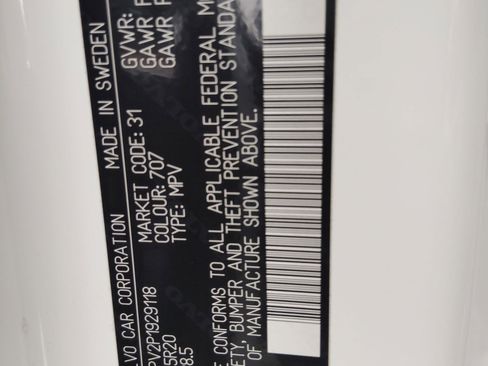 LVO CAR CORPORATION MADE IN SWEDEN
PV2P1929118 MARKET CODE: 31 GVWR:
5R20 COLOUR: 707 GAWR F
8.5 TYPE: MPV GAWR F
CONFORMS TO ALL APPLICABLE FEDERAL M
ETY, BUMPER AND THEFT PREVENTION STANDA
OF MANUFACTURE SHOWN ABOVE.